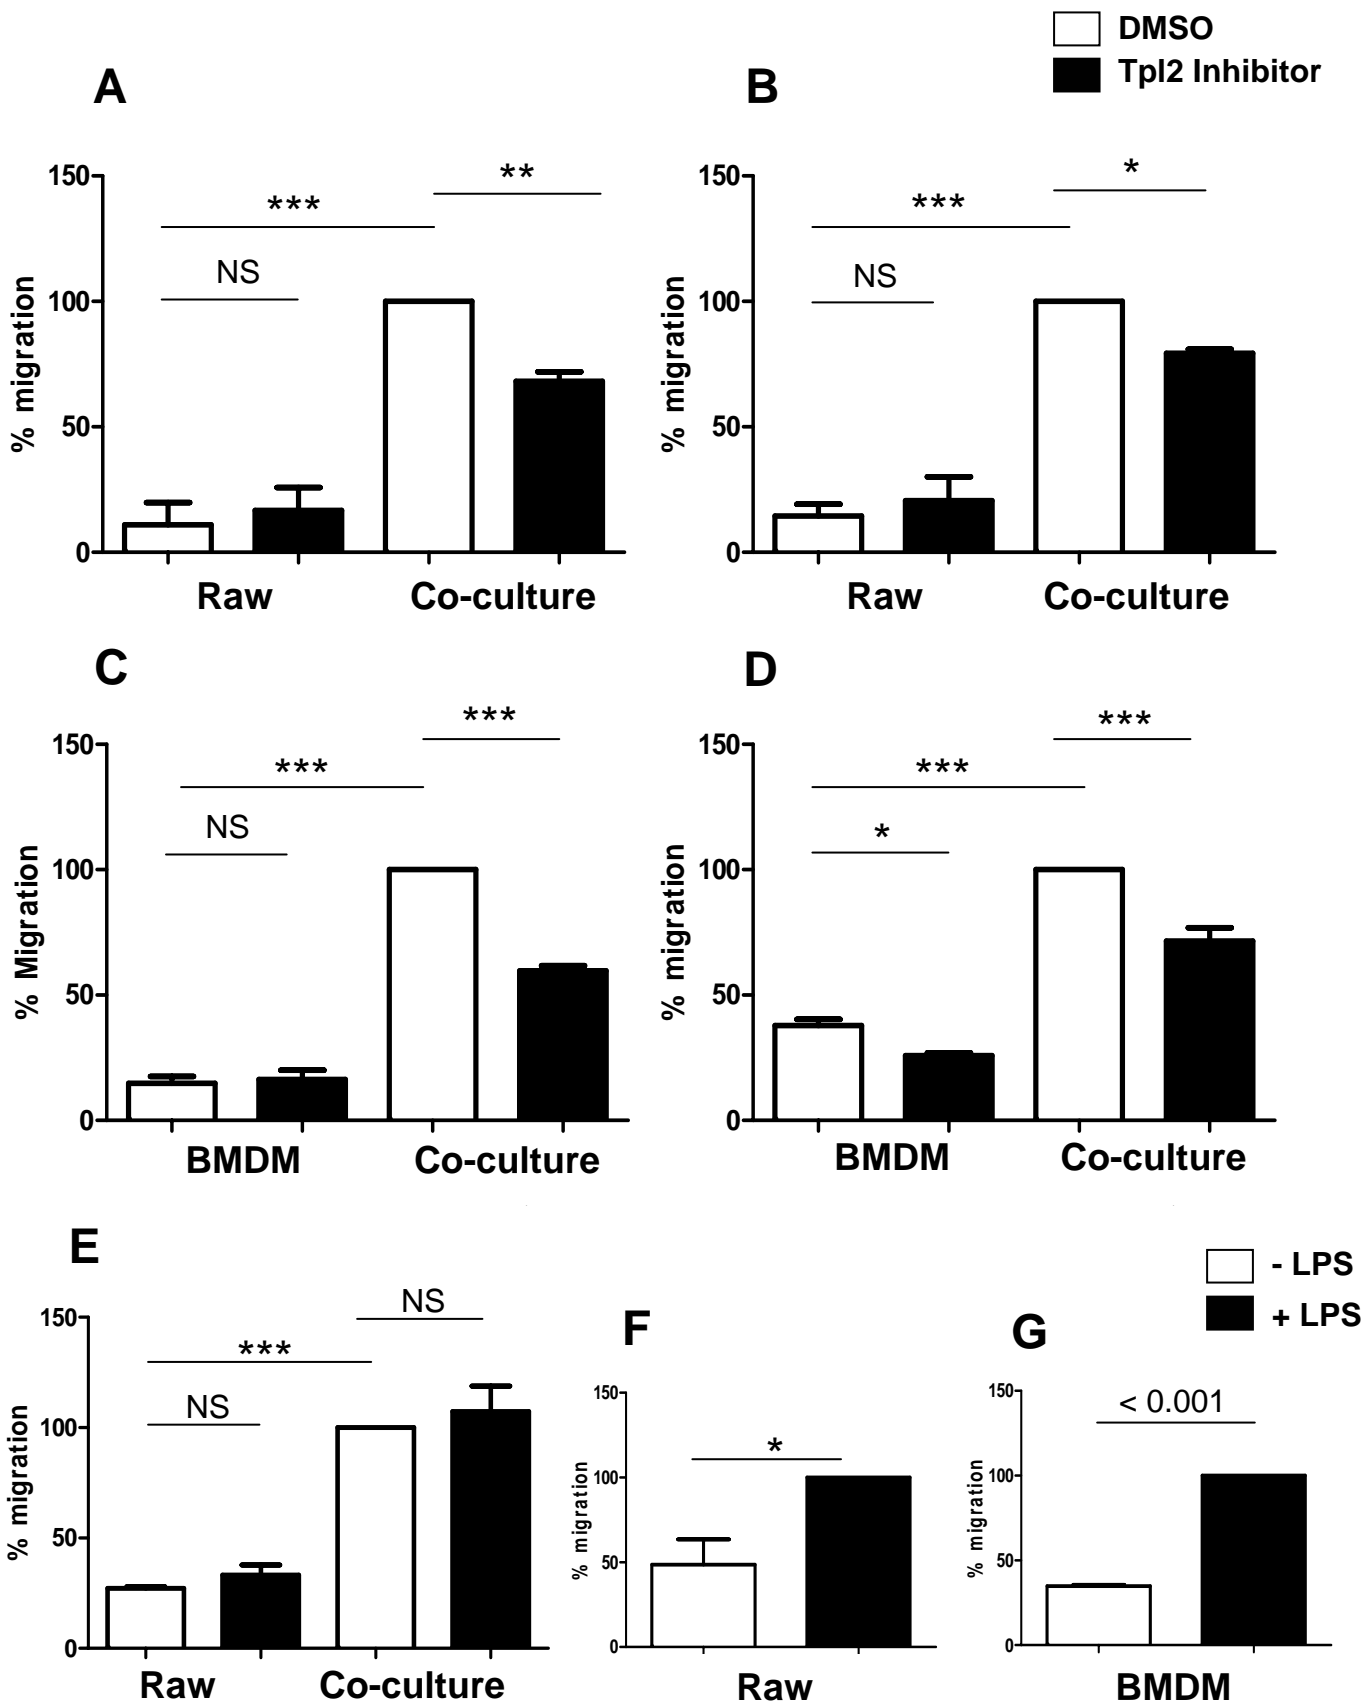 DMSO
Tpl2 Inhibitor
A
150
100
50
0
% migration
***
**
NS
Raw
Co-culture
B
150
100
50
0
% migration
***
*
NS
Raw
Co-culture
C
150
100
50
0
% Migration
***
***
NS
BMDM
Co-culture
D
150
100
50
0
% migration
***
***
*
BMDM
Co-culture
E
150
100
50
0
% migration
NS
***
NS
Raw
Co-culture
- LPS
+ LPS
F
150
100
50
0
% migration
*
Raw
G
150
100
50
0
% migration
< 0.001
BMDM